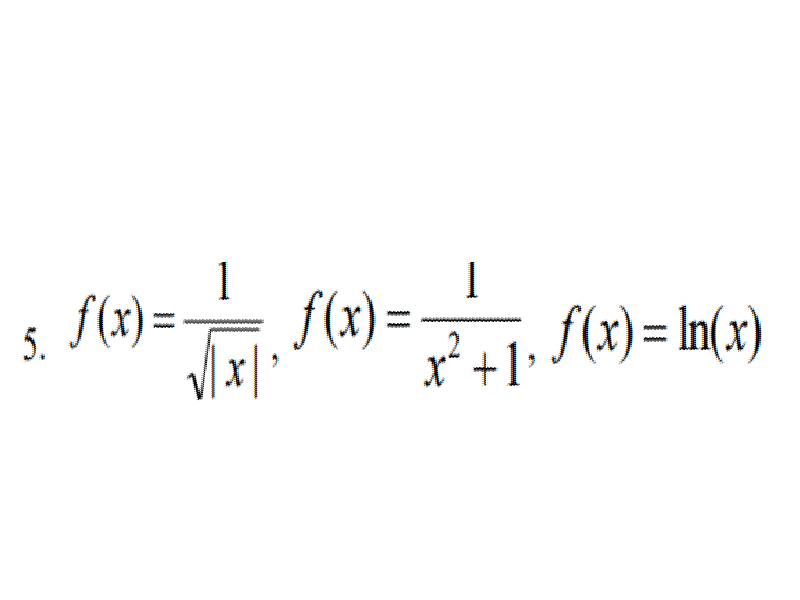 5. f(x) = 1/√|x|, f(x) = 1/(x² + 1), f(x) = ln(x)